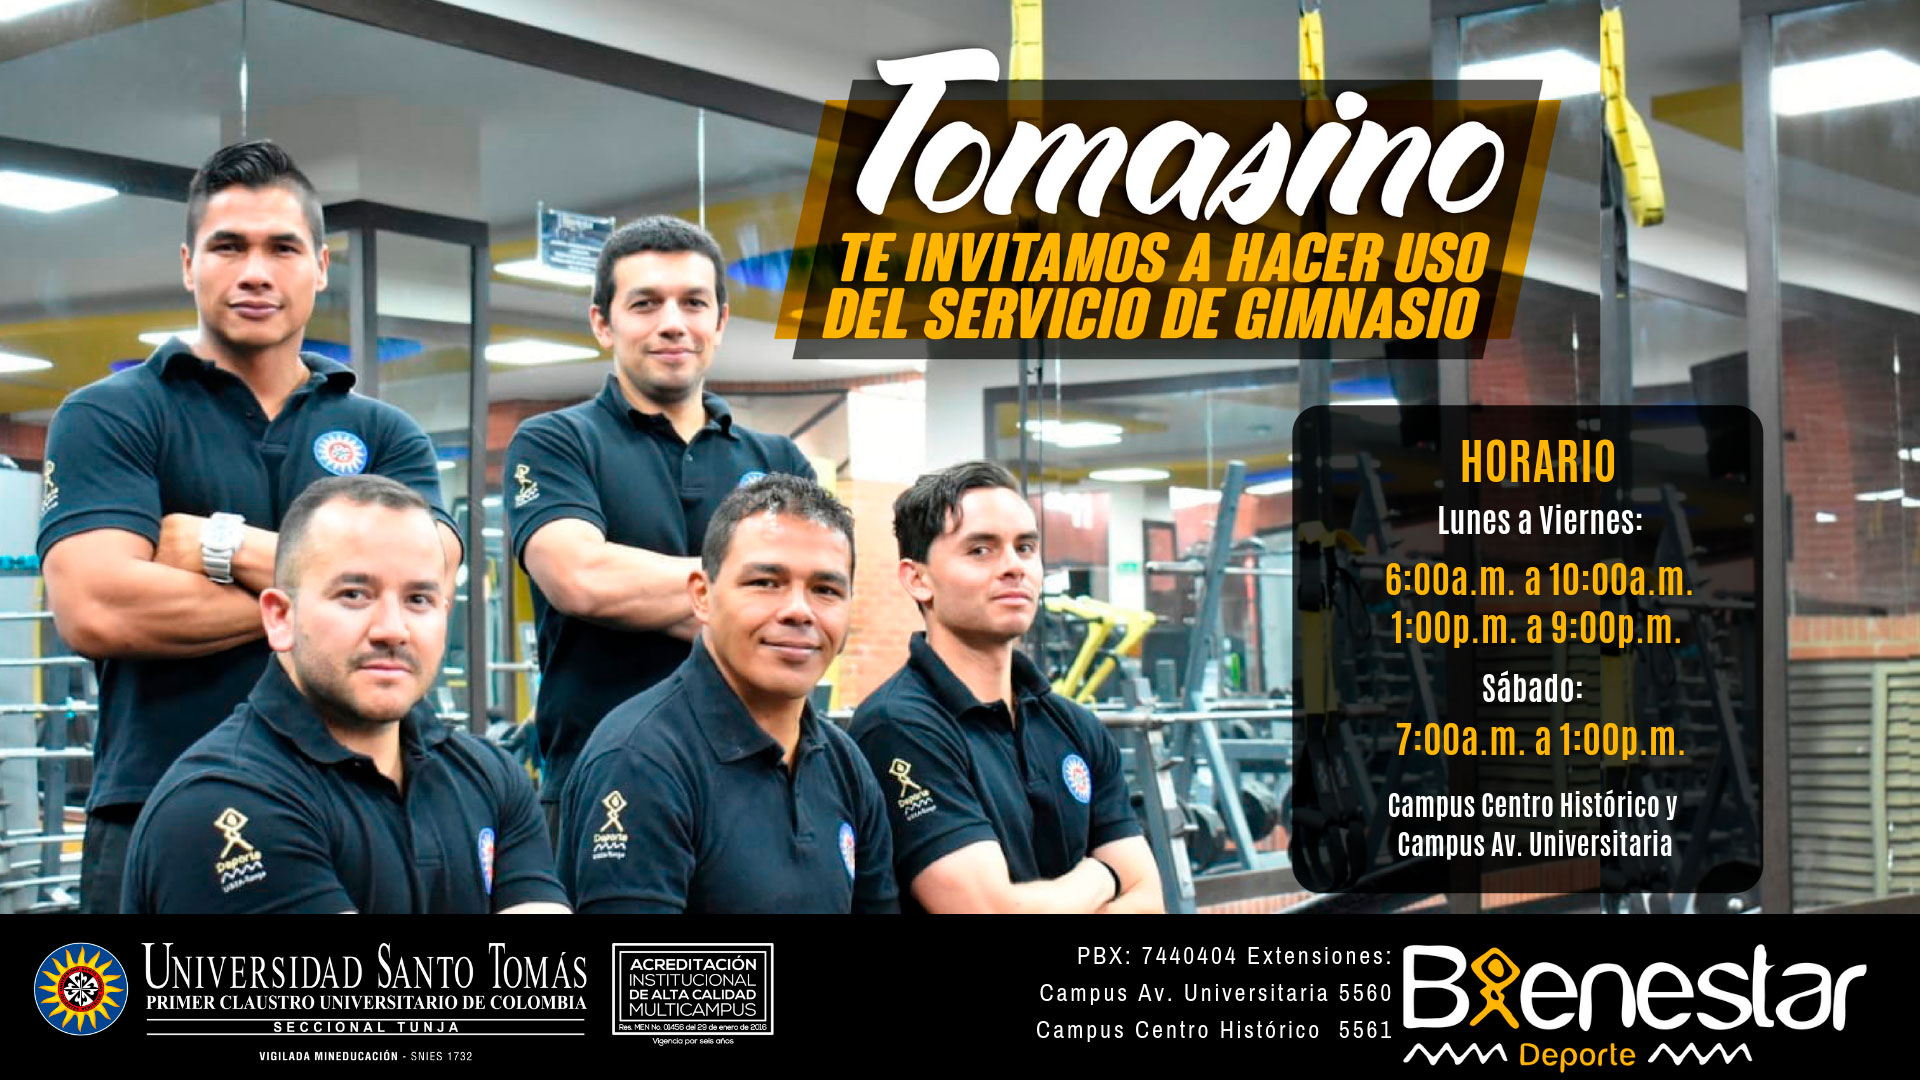 Tomasino
TE INVITAMOS A HACER USO
DEL SERVICIO DE GIMNASIO
HORARIO
Lunes a Viernes:
6:00a.m. a 10:00a.m.
1:00p.m. a 9:00p.m.
Sábado:
7:00a.m. a 1:00p.m.
Campus Centro Histórico y
Campus Av. Universitaria
Deporte
Deporte
Deporte
UNIVERSIDAD SANTO TOMÁS
PRIMER CLAUSTRO UNIVERSITARIO DE COLOMBIA
SECCIONAL TUNJA
VIGILADA MINEDUCACIÓN - SNIES 1732
ACREDITACIÓN
INSTITUCIONAL
DE ALTA CALIDAD
MULTICAMPUS
Res. MEN No. 01456 del 29 de enero de 2016
Vigencia por seis años
PBX: 7440404 Extensiones:
Campus Av. Universitaria 5560
Campus Centro Histórico 5561
Bienestar
Deporte